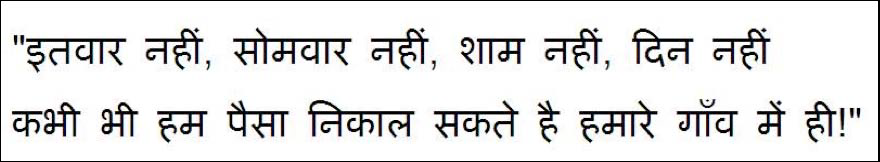 "इतवार नहीं, सोमवार नहीं, शाम नहीं, दिन नहीं
कभी भी हम पैसा निकाल सकते है हमारे गाँव में ही!"